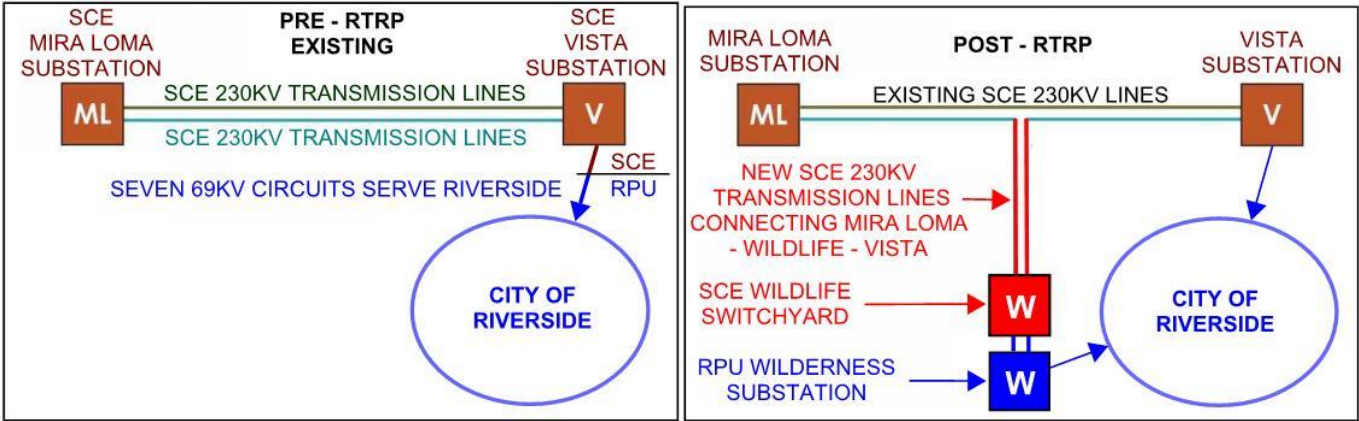 SCE
MIRA LOMA
SUBSTATION
PRE - RTRP
EXISTING
SCE
VISTA
SUBSTATION
ML
SCE 230KV TRANSMISSION LINES
SCE 230KV TRANSMISSION LINES
V
SCE
RPU
SEVEN 69KV CIRCUITS SERVE RIVERSIDE
CITY OF
RIVERSIDE
MIRA LOMA
SUBSTATION
POST - RTRP
VISTA
SUBSTATION
ML
EXISTING SCE 230KV LINES
V
NEW SCE 230KV
TRANSMISSION LINES
CONNECTING MIRA LOMA
- WILDLIFE - VISTA
SCE WILDLIFE
SWITCHYARD
W
RPU WILDERNESS
SUBSTATION
W
CITY OF
RIVERSIDE